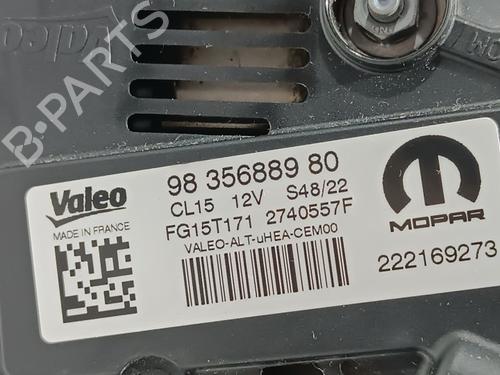 Valeo
B-PARTS
Valeo
MADE IN FRANCE
98 356889 80
CL15 12V S48/22
FG15T171 2740557F
VALEO-ALT-uHEA-CEM00
MOPAR
222169273